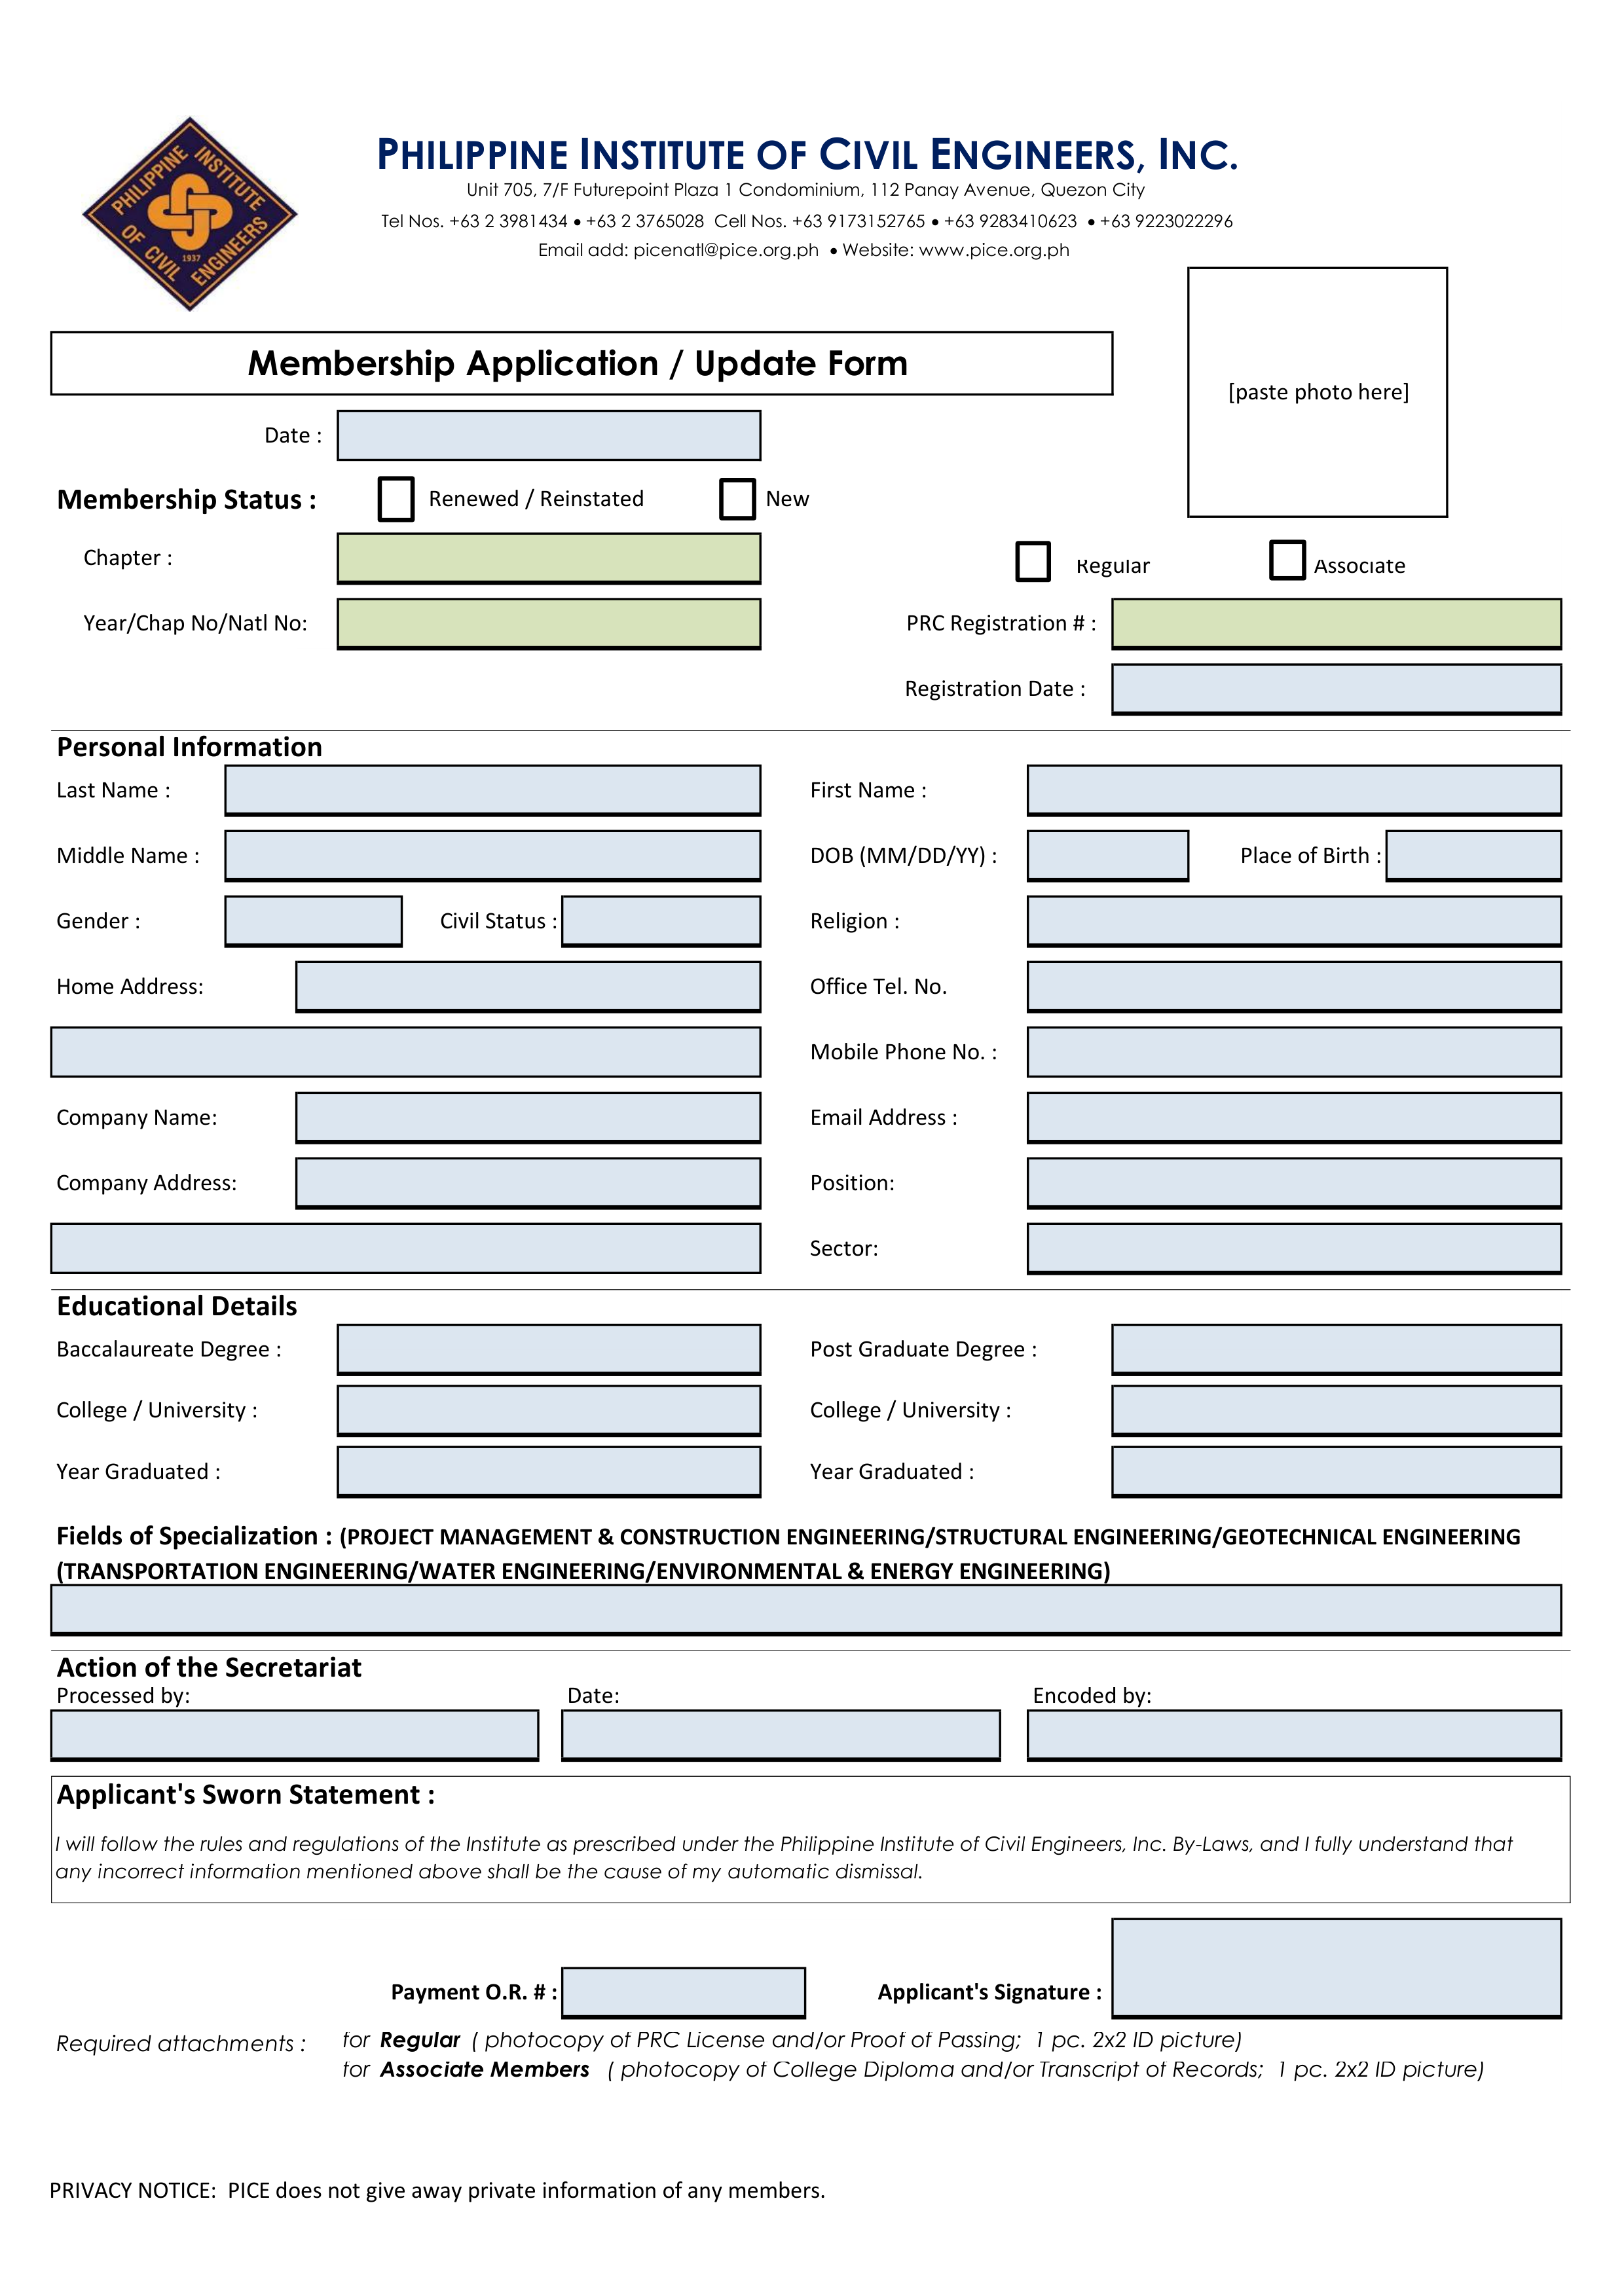 PHILIPPINE INSTITUTE OF CIVIL ENGINEERS
1937
PHILIPPINE INSTITUTE OF CIVIL ENGINEERS, INC.
Unit 705, 7/F Futurepoint Plaza 1 Condominium, 112 Panay Avenue, Quezon City
Tel Nos. +63 2 3981434 • +63 2 3765028 Cell Nos. +63 9173152765 • +63 9283410623 • +63 9223022296
Email add: picenatl@pice.org.ph • Website: www.pice.org.ph
[paste photo here]
Membership Application / Update Form
Date :
Membership Status : Renewed / Reinstated New
Chapter : Regular Associate
Year/Chap No/Natl No: PRC Registration # :
Registration Date :
Personal Information
Last Name : First Name :
Middle Name : DOB (MM/DD/YY) : Place of Birth :
Gender : Civil Status : Religion :
Home Address: Office Tel. No.
Mobile Phone No. :
Company Name: Email Address :
Company Address: Position:
Sector:
Educational Details
Baccalaureate Degree : Post Graduate Degree :
College / University : College / University :
Year Graduated : Year Graduated :
Fields of Specialization : (PROJECT MANAGEMENT & CONSTRUCTION ENGINEERING/STRUCTURAL ENGINEERING/GEOTECHNICAL ENGINEERING
(TRANSPORTATION ENGINEERING/WATER ENGINEERING/ENVIRONMENTAL & ENERGY ENGINEERING)
Action of the Secretariat
Processed by: Date: Encoded by:
Applicant's Sworn Statement :
I will follow the rules and regulations of the Institute as prescribed under the Philippine Institute of Civil Engineers, Inc. By-Laws, and I fully understand that
any incorrect information mentioned above shall be the cause of my automatic dismissal.
Payment O.R. # : Applicant's Signature :
Required attachments : for Regular ( photocopy of PRC License and/or Proof of Passing; 1 pc. 2x2 ID picture)
for Associate Members ( photocopy of College Diploma and/or Transcript of Records; 1 pc. 2x2 ID picture)
PRIVACY NOTICE: PICE does not give away private information of any members.